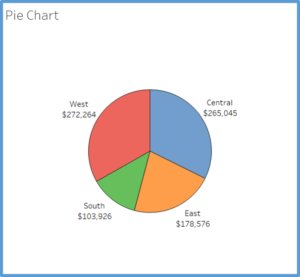 Pie Chart
West
$272,264
Central
$265,045
South
$103,926
East
$178,576